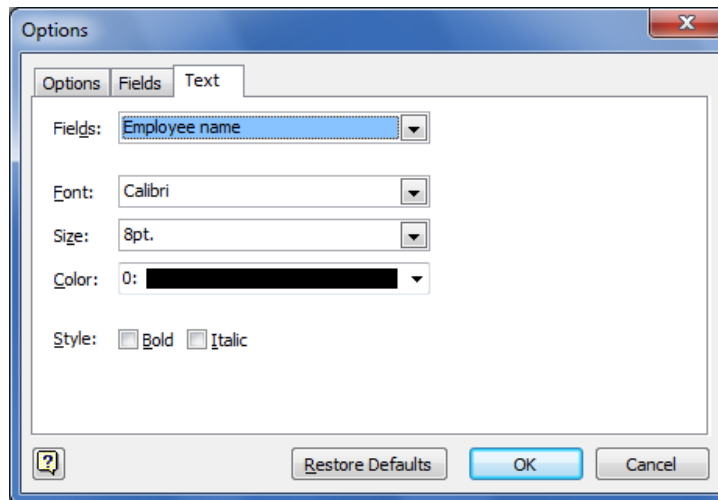 Options
Options Fields Text
Fields: Employee name
Font: Calibri
Size: 8pt.
Color: 0:
Style: Bold Italic
? Restore Defaults OK Cancel